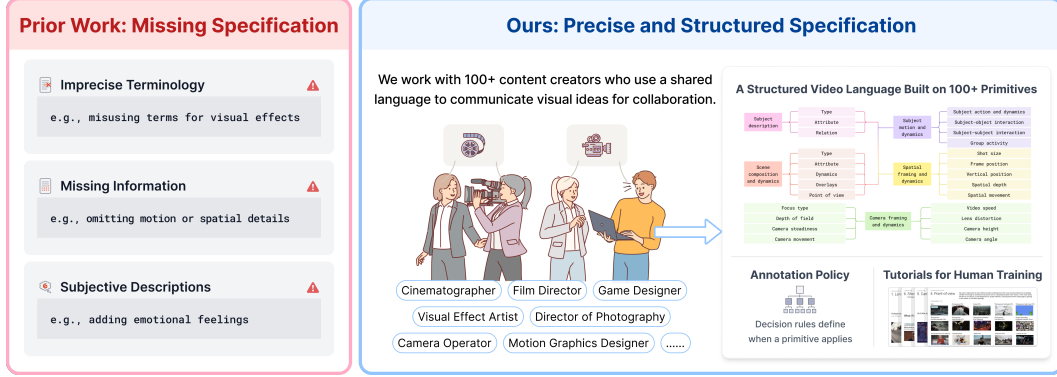 Prior Work: Missing Specification
Imprecise Terminology
e.g., misusing terms for visual effects
Missing Information
e.g., omitting motion or spatial details
Subjective Descriptions
e.g., adding emotional feelings
Ours: Precise and Structured Specification
We work with 100+ content creators who use a shared
language to communicate visual ideas for collaboration.
Cinematographer
Film Director
Game Designer
Visual Effect Artist
Director of Photography
Camera Operator
Motion Graphics Designer
......
A Structured Video Language Built on 100+ Primitives
Subject
description
Type
Attribute
Relation
Subject
motion and
dynamics
Subject action and dynamics
Subject-object interaction
Subject-subject interaction
Group activity
Scene
composition
and dynamics
Type
Attribute
Dynamics
Overlays
Point of view
Spatial
framing and
dynamics
Shot size
Frame position
Vertical position
Spatial depth
Spatial movement
Focus type
Depth of field
Camera steadiness
Camera movement
Camera framing
and dynamics
Video speed
Lens distortion
Camera height
Camera angle
Annotation Policy
Decision rules define
when a primitive applies
Tutorials for Human Training